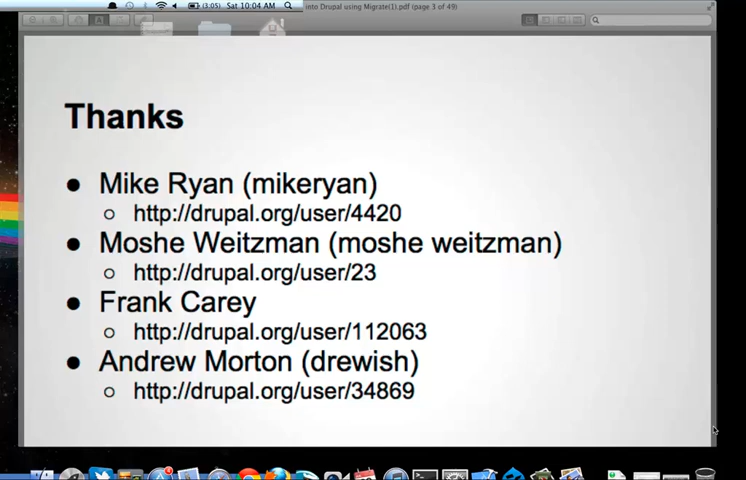 (3:05) Sat 10:04 AM
into Drupal using Migrate(1).pdf (page 3 of 49)
Thanks
● Mike Ryan (mikeryan)
○ http://drupal.org/user/4420
● Moshe Weitzman (moshe weitzman)
○ http://drupal.org/user/23
● Frank Carey
○ http://drupal.org/user/112063
● Andrew Morton (drewish)
○ http://drupal.org/user/34869